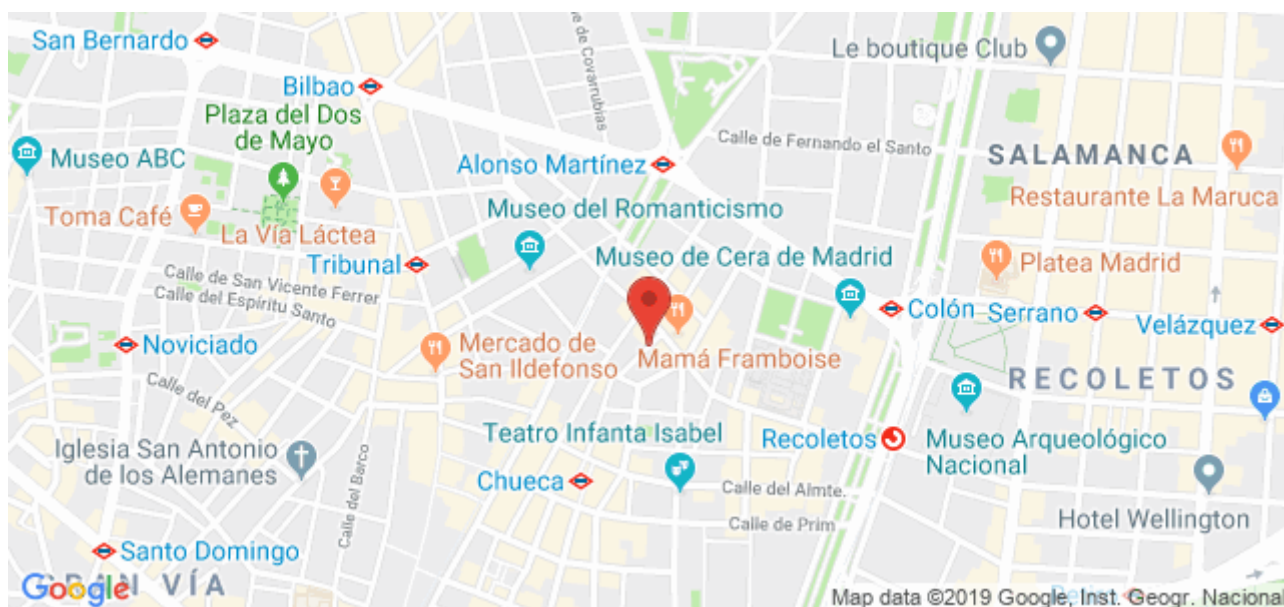 San Bernardo
Bilbao
Plaza del Dos
de Mayo
Museo ABC
Toma Café
La Vía Láctea
Tribunal
Calle de San Vicente Ferrer
Calle del Espíritu Santo
Noviciado
Calle del Pez
Iglesia San Antonio
de los Alemanes
Calle del Barco
Santo Domingo
GRAN VÍA
Google
e de Covarrubias
Alonso Martínez
Museo del Romanticismo
Museo de Cera de Madrid
Mercado de
San Ildefonso
Mamá Framboise
Teatro Infanta Isabel
Chueca
Calle del Almte.
Calle de Prim
Recoletos
Le boutique Club
Calle de Fernando el Santo
SALAMANCA
Restaurante La Maruca
Platea Madrid
Colón
Serrano
Velázquez
RECOLETOS
Museo Arqueológico
Nacional
Hotel Wellington
Map data ©2019 Google, Inst. Geogr. Naciona